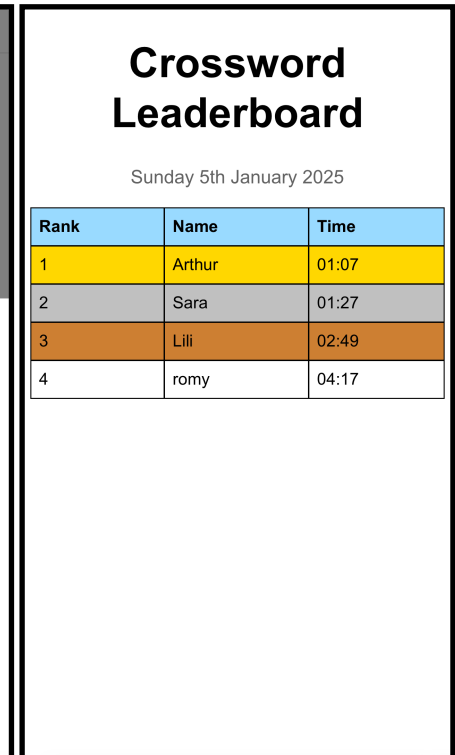 Crossword
Leaderboard
Sunday 5th January 2025
Rank Name Time
1 Arthur 01:07
2 Sara 01:27
3 Lili 02:49
4 romy 04:17